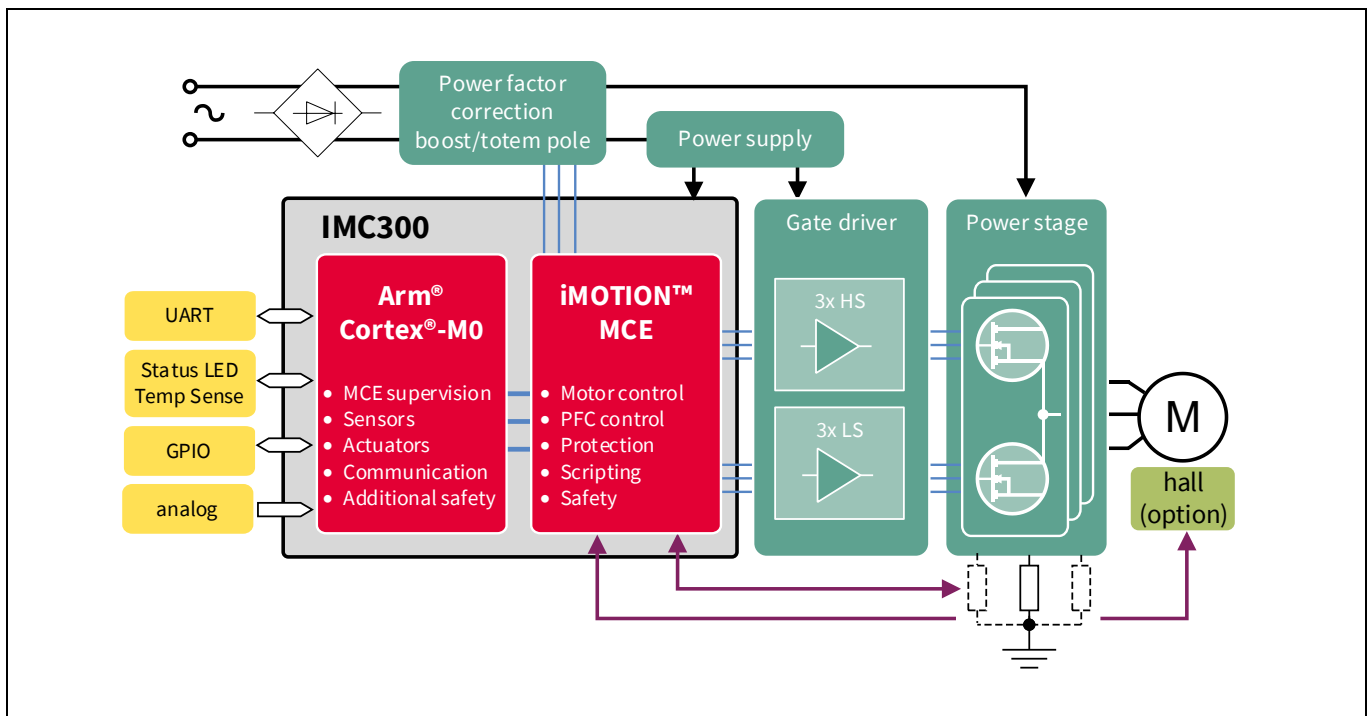 Power factor
correction
boost/totem pole
Power supply
IMC300
Arm®
Cortex®-M0
• MCE supervision
• Sensors
• Actuators
• Communication
• Additional safety
iMOTION™
MCE
• Motor control
• PFC control
• Protection
• Scripting
• Safety
Gate driver
3x HS
3x LS
Power stage
UART
Status LED
Temp Sense
GPIO
analog
M
hall
(option)